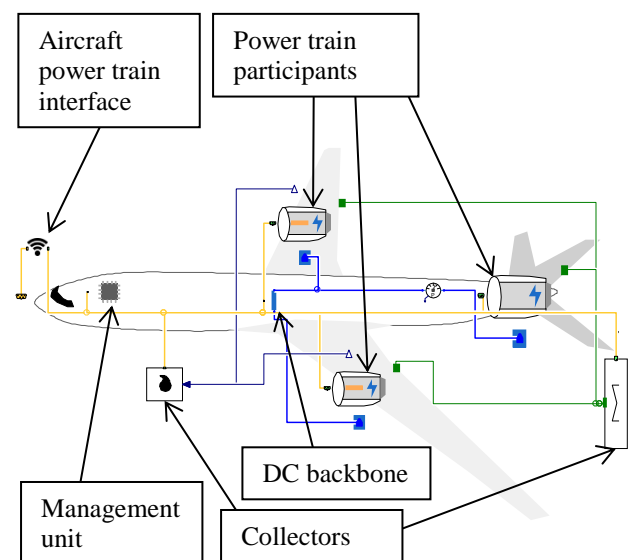 Aircraft
power train
interface
Power train
participants
DC backbone
Management
unit
Collectors